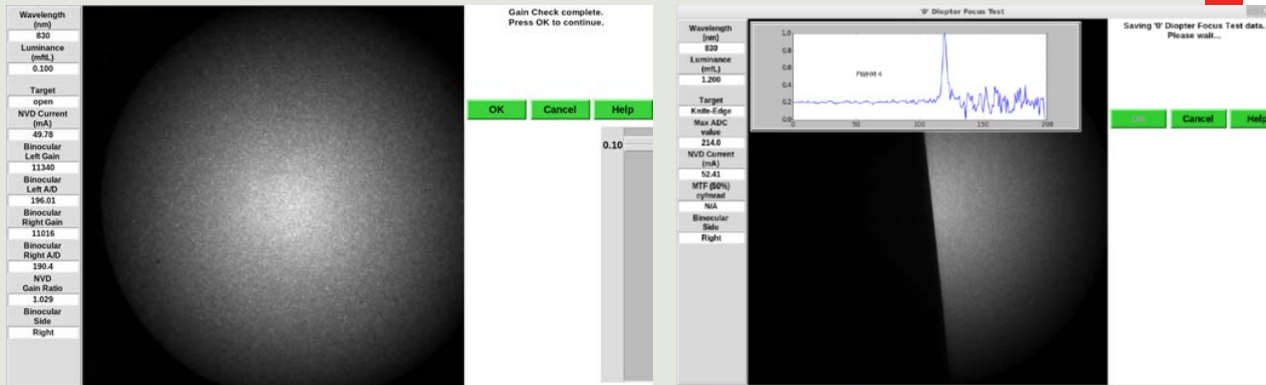 Wavelength
(nm)
830
Luminance
(mftL)
0.100
Target
open
NVD Current
(mA)
49.78
Binocular
Left Gain
11340
Binocular
Left A/D
196.01
Binocular
Right Gain
11016
Binocular
Right A/D
190.4
NVD
Gain Ratio
1.029
Binocular
Side
Right
Gain Check complete.
Press OK to continue.
OK Cancel Help
0.10
'0' Diopter Focus Test
Wavelength
(nm)
830
Luminance
(mfL)
1.200
Target
Knife-Edge
Max ADC
value
214.0
NVD Current
(mA)
52.41
MTF (50%)
cy/mrad
N/A
Binocular
Side
Right
1.0
0.8
0.6
0.4
0.2
0.0
0 50 100 150 200
Saving '0' Diopter Focus Test data.
Please wait...
OK Cancel Help